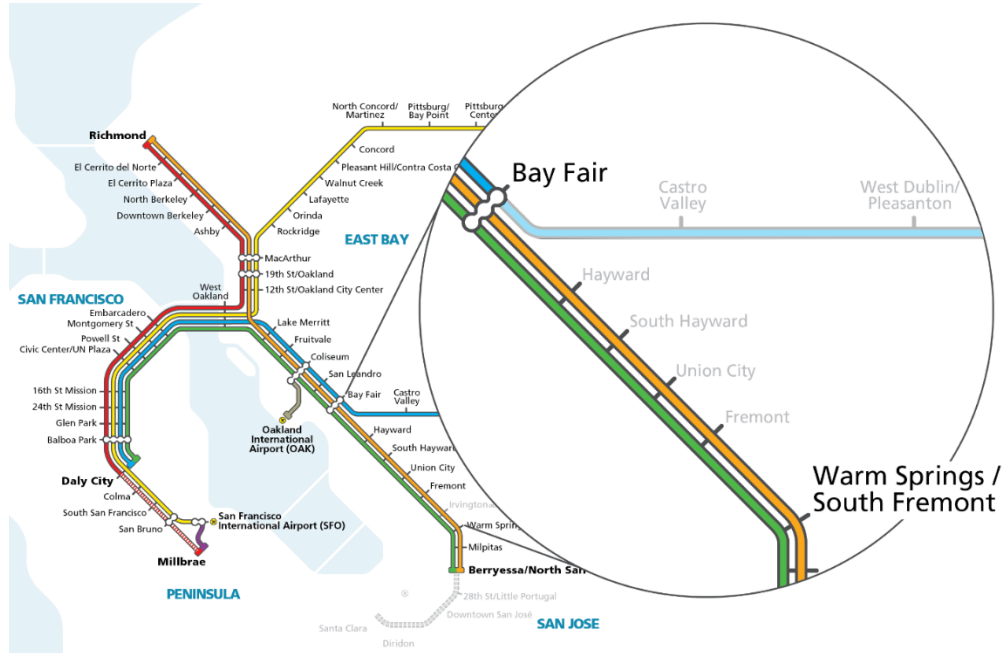 North Concord/
Martinez
Pittsburg/
Bay Point
Pittsburg
Center
Richmond
Concord
El Cerrito del Norte
Pleasant Hill/Contra Costa
El Cerrito Plaza
Walnut Creek
North Berkeley
Lafayette
Downtown Berkeley
Orinda
Ashby
Rockridge
EAST BAY
MacArthur
19th St/Oakland
12th St/Oakland City Center
West
Oakland
SAN FRANCISCO
Embarcadero
Montgomery St
Powell St
Civic Center/UN Plaza
Lake Merritt
Fruitvale
Coliseum
San Leandro
Bay Fair
Castro
Valley
16th St Mission
24th St Mission
Glen Park
Balboa Park
Oakland
International
Airport (OAK)
Hayward
South Hayward
Union City
Fremont
Daly City
Colma
South San Francisco
San Bruno
San Francisco
International Airport (SFO)
Millbrae
Warm Spring
Milpitas
Berryessa/North San
PENINSULA
28th St/Little Portugal
Downtown San José
Santa Clara
Diridon
SAN JOSE
Bay Fair
Castro
Valley
West Dublin/
Pleasanton
Hayward
South Hayward
Union City
Fremont
Warm Springs /
South Fremont